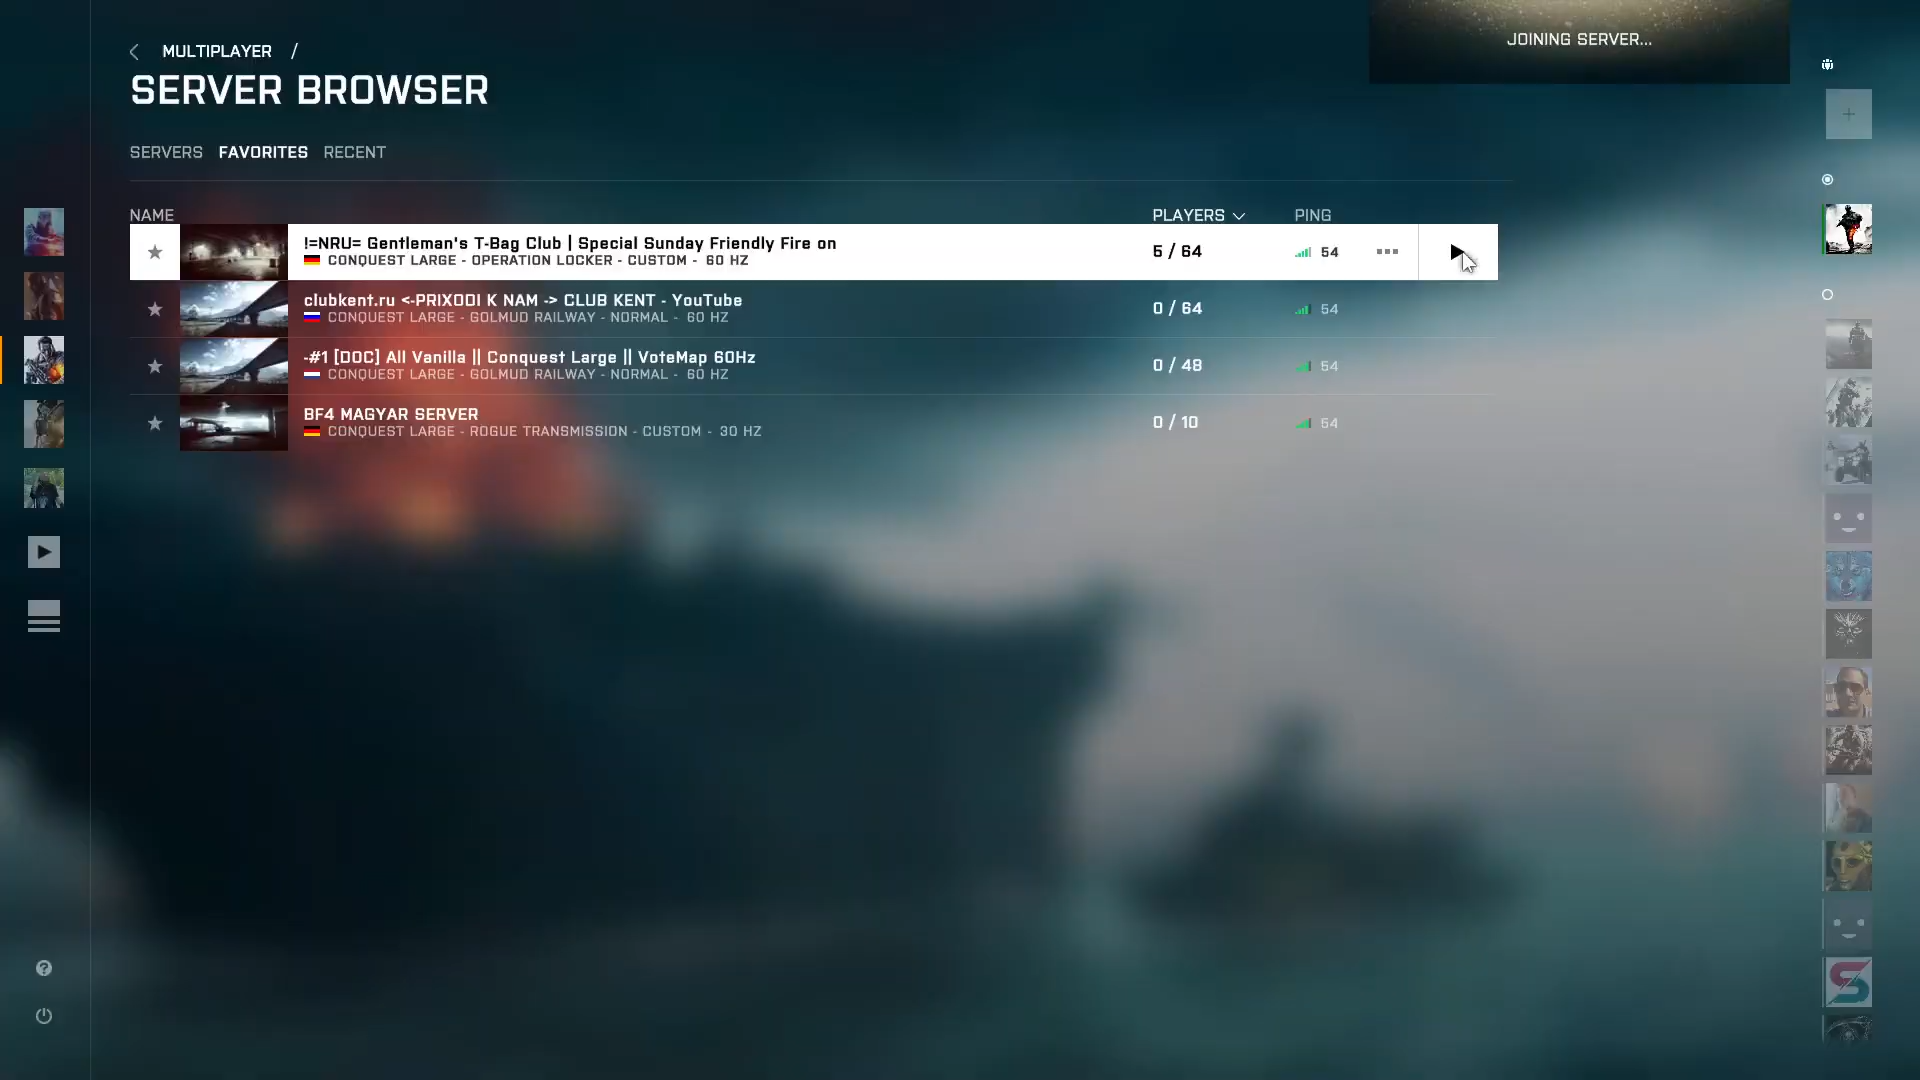 MULTIPLAYER /
SERVER BROWSER
JOINING SERVER...
SERVERS FAVORITES RECENT
NAME PLAYERS PING
!=NRU= Gentleman's T-Bag Club | Special Sunday Friendly Fire on
CONQUEST LARGE - OPERATION LOCKER - CUSTOM - 60 HZ
5 / 64 54
clubkent.ru <-PRIXODI K NAM -> CLUB KENT - YouTube
CONQUEST LARGE - GOLMUD RAILWAY - NORMAL - 60 HZ
0 / 64 54
-#1 [DOC] All Vanilla || Conquest Large || VoteMap 60Hz
CONQUEST LARGE - GOLMUD RAILWAY - NORMAL - 60 HZ
0 / 48 54
BF4 MAGYAR SERVER
CONQUEST LARGE - ROGUE TRANSMISSION - CUSTOM - 30 HZ
0 / 10 54